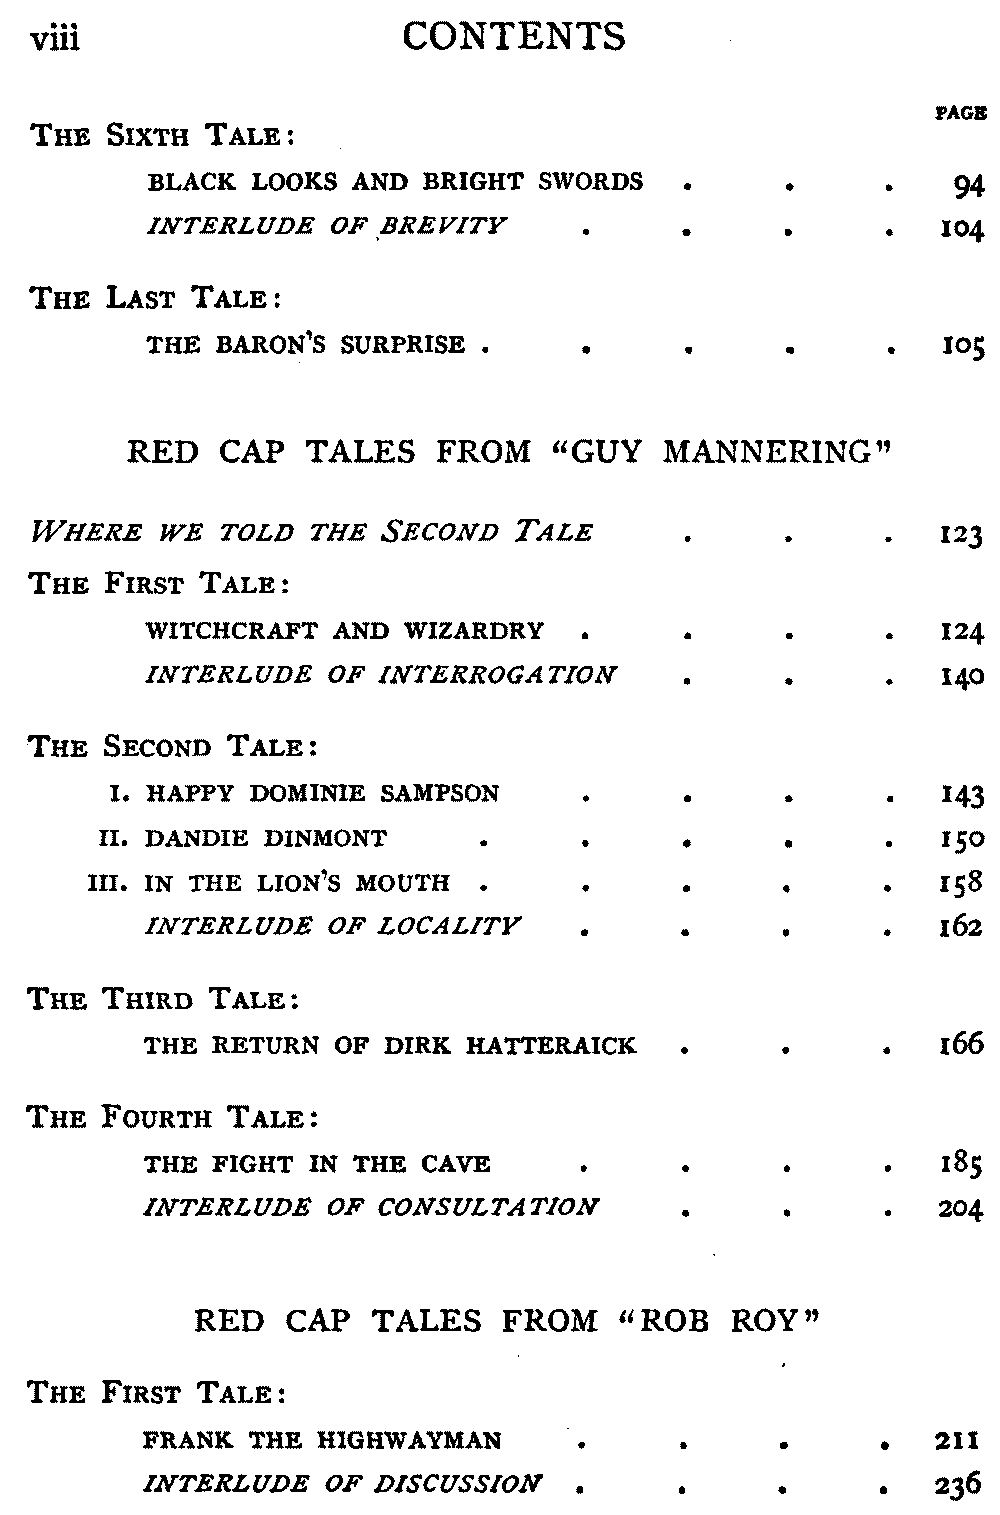 viii CONTENTS
PAGE
The Sixth Tale:
BLACK LOOKS AND BRIGHT SWORDS . . . 94
INTERLUDE OF BREVITY . . . . 104
The Last Tale:
THE BARON'S SURPRISE . . . . . 105
RED CAP TALES FROM “GUY MANNERING”
Where we told the Second Tale . . . 123
The First Tale:
WITCHCRAFT AND WIZARDRY . . . . 124
INTERLUDE OF INTERROGATION . . . 140
The Second Tale:
I. HAPPY DOMINIE SAMPSON . . . . 143
II. DANDIE DINMONT . . . . . 150
III. IN THE LION'S MOUTH . . . . . 158
INTERLUDE OF LOCALITY . . . . 162
The Third Tale:
THE RETURN OF DIRK HATTERAICK . . . 166
The Fourth Tale:
THE FIGHT IN THE CAVE . . . . 185
INTERLUDE OF CONSULTATION . . . 204
RED CAP TALES FROM “ROB ROY”
The First Tale:
FRANK THE HIGHWAYMAN . . . . 211
INTERLUDE OF DISCUSSION . . . . 236